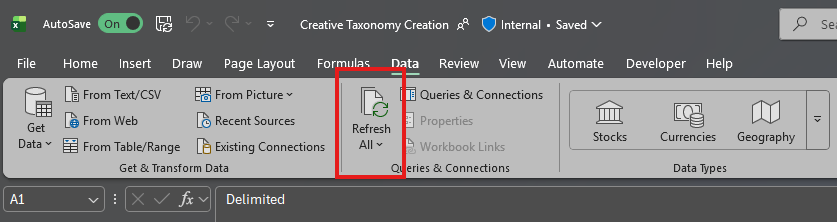 AutoSave On Creative Taxonomy Creation Internal • Saved Sea
File Home Insert Draw Page Layout Formulas Data Review View Automate Developer Help
Get Data
From Text/CSV
From Web
From Table/Range
From Picture
Recent Sources
Existing Connections
Get & Transform Data
Refresh All
Queries & Connections
Properties
Workbook Links
Queries & Connections
Stocks
Currencies
Geography
Data Types
A1 fx Delimited